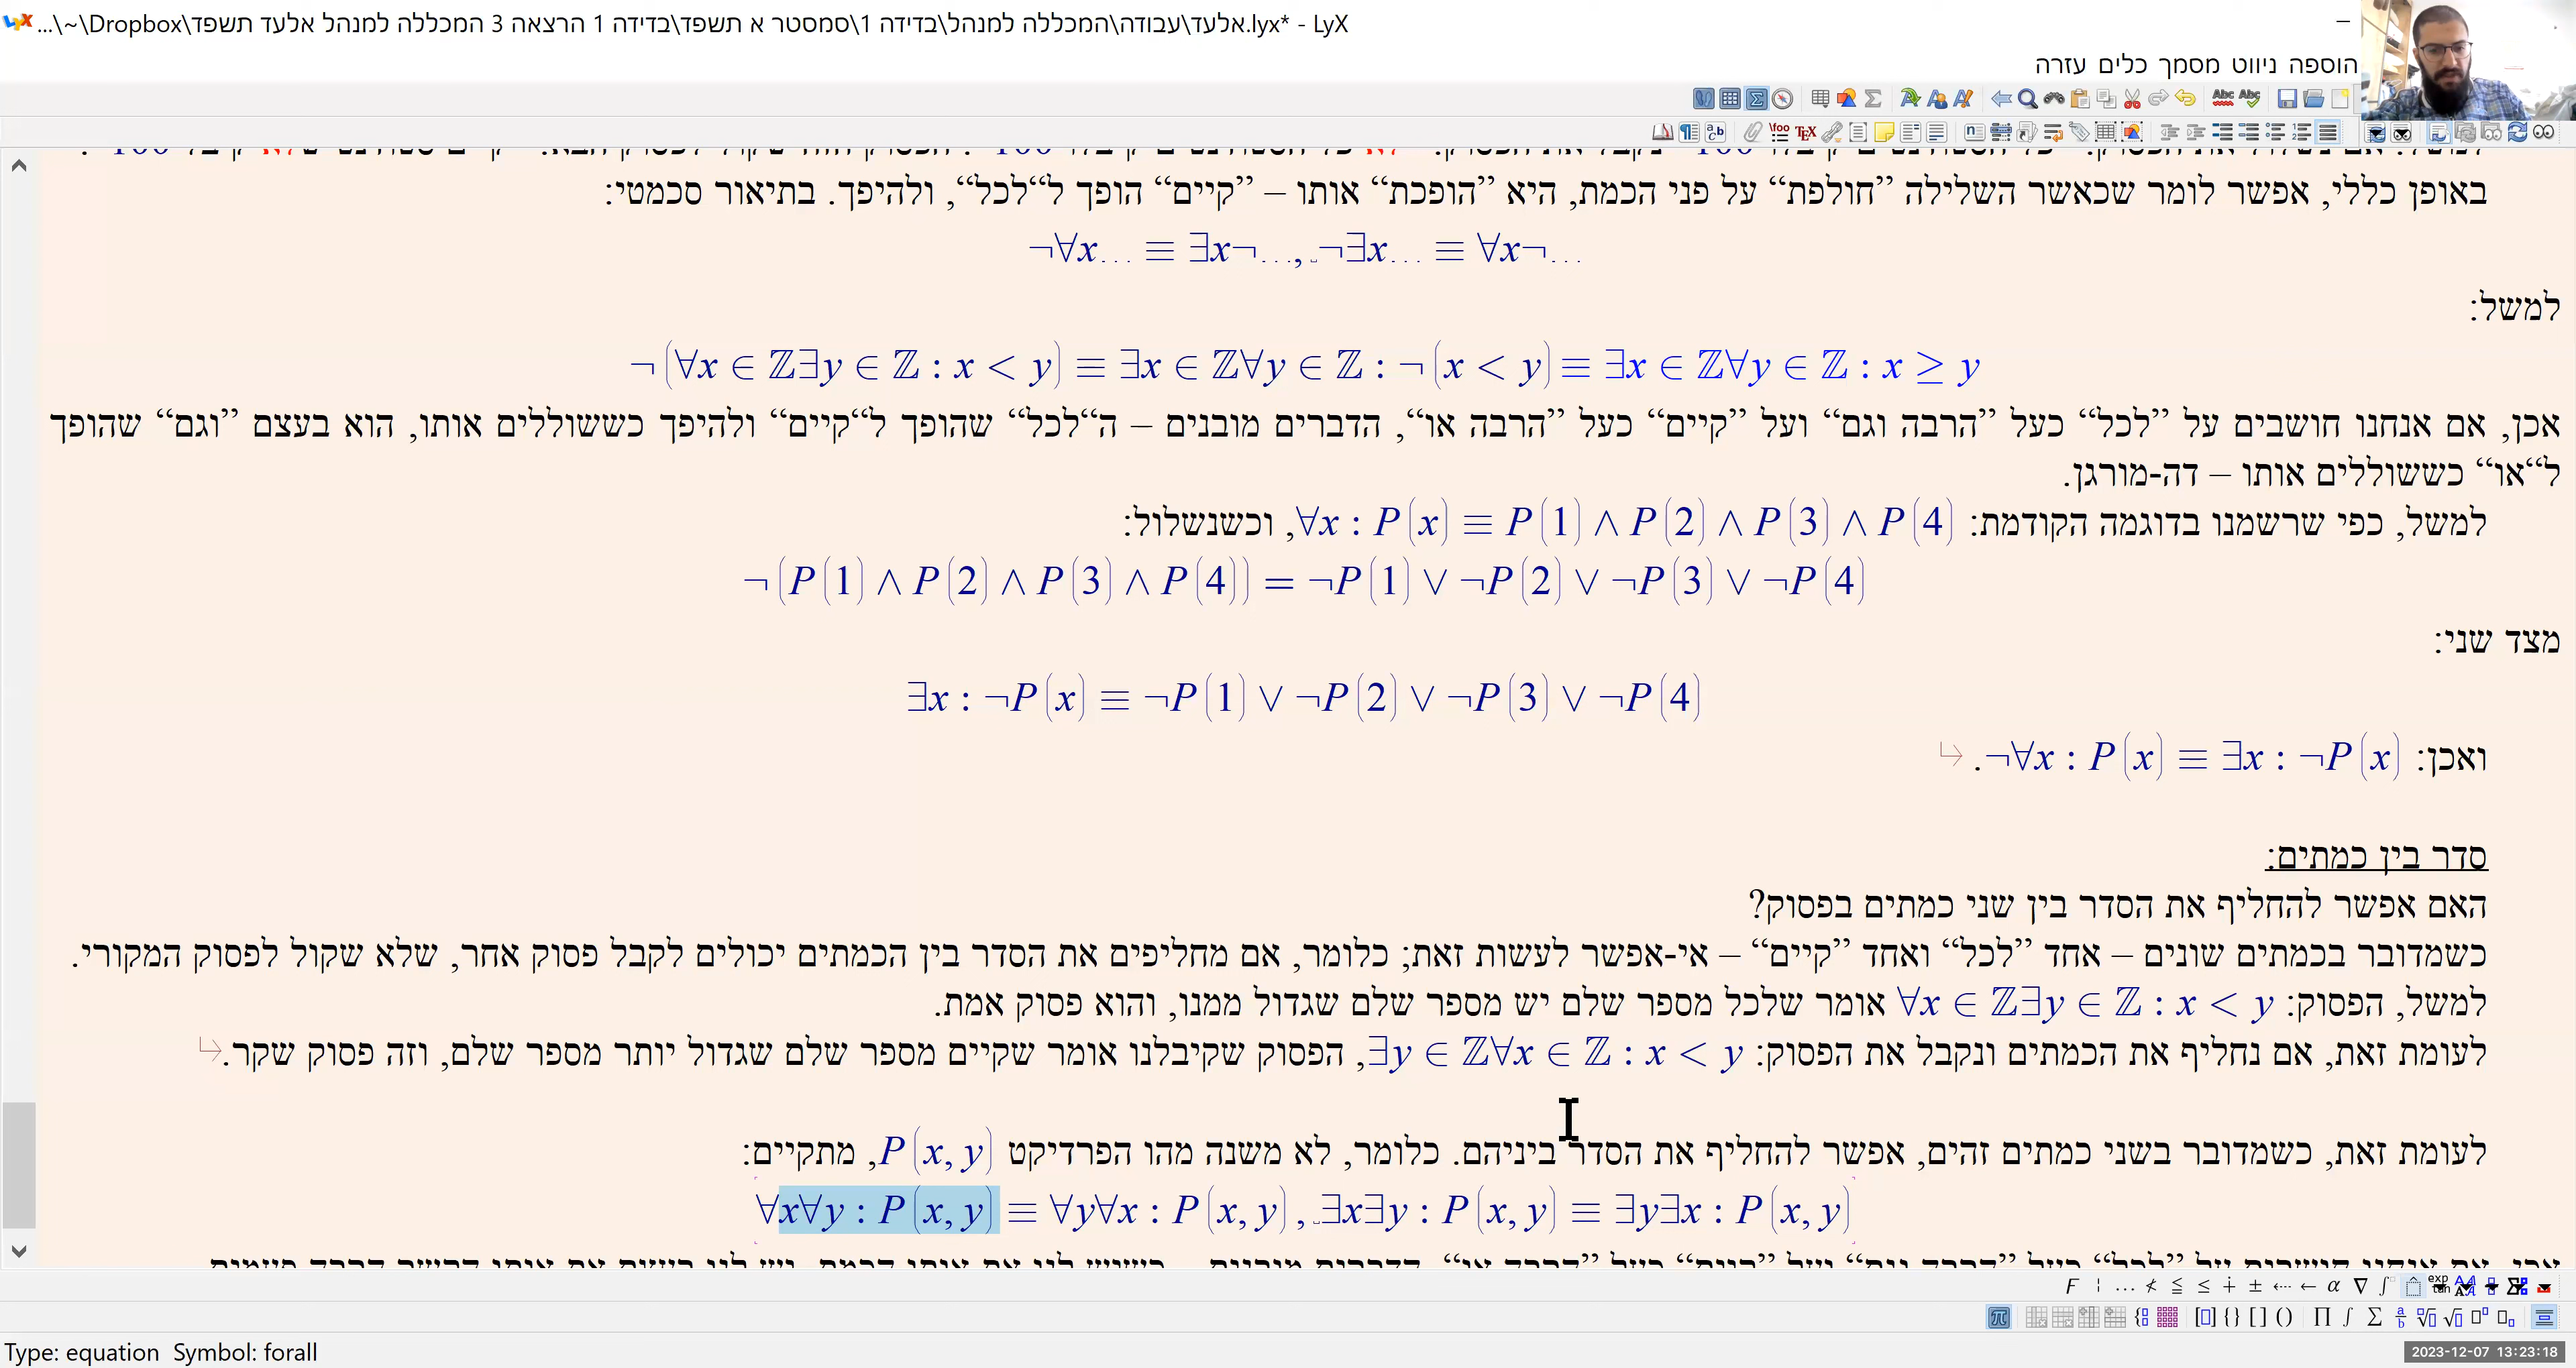 ...\~\Dropbox\אלעד\עבודה\המכללה למנהל\בדידה 1\סמסטר א תשפד\בדידה 1 הרצאה 3 המכללה למנהל אלעד תשפד.lyx* - LyX
הוספה ניווט מסמך כלים עזרה
באופן כללי, אפשר לומר שכאשר השלילה ”חולפת“ על פני הכמת, היא ”הופכת“ אותו – ”קיים“ הופך ל“לכל“, ולהיפך. בתיאור סכמטי:
¬∀x... ≡ ∃x¬..., ¬∃x... ≡ ∀x¬...
למשל:
¬(∀x ∈ ℤ∃y ∈ ℤ : x < y) ≡ ∃x ∈ ℤ∀y ∈ ℤ : ¬(x < y) ≡ ∃x ∈ ℤ∀y ∈ ℤ : x ≥ y
אכן, אם אנחנו חושבים על ”לכל“ כעל ”הרבה וגם“ ועל ”קיים“ כעל ”הרבה או“, הדברים מובנים – ה“לכל“ שהופך ל“קיים“ ולהיפך כששוללים אותו, הוא בעצם ”וגם“ שהופך
ל“או“ כששוללים אותו – דה-מורגן.
למשל, כפי שרשמנו בדוגמה הקודמת: ∀x : P(x) ≡ P(1) ∧ P(2) ∧ P(3) ∧ P(4), וכשנשלול:
¬(P(1) ∧ P(2) ∧ P(3) ∧ P(4)) = ¬P(1) ∨ ¬P(2) ∨ ¬P(3) ∨ ¬P(4)
מצד שני:
∃x : ¬P(x) ≡ ¬P(1) ∨ ¬P(2) ∨ ¬P(3) ∨ ¬P(4)
ואכן: ¬∀x : P(x) ≡ ∃x : ¬P(x).
סדר בין כמתים:
האם אפשר להחליף את הסדר בין שני כמתים בפסוק?
כשמדובר בכמתים שונים – אחד ”לכל“ ואחד ”קיים“ – אי-אפשר לעשות זאת; כלומר, אם מחליפים את הסדר בין הכמתים יכולים לקבל פסוק אחר, שלא שקול לפסוק המקורי.
למשל, הפסוק: ∀x ∈ ℤ∃y ∈ ℤ : x < y אומר שלכל מספר שלם יש מספר שלם שגדול ממנו, והוא פסוק אמת.
לעומת זאת, אם נחליף את הכמתים ונקבל את הפסוק: ∃y ∈ ℤ∀x ∈ ℤ : x < y, הפסוק שקיבלנו אומר שקיים מספר שלם שגדול יותר מספר שלם, וזה פסוק שקר.
לעומת זאת, כשמדובר בשני כמתים זהים, אפשר להחליף את הסדר ביניהם. כלומר, לא משנה מהו הפרדיקט P(x, y), מתקיים:
∀x∀y : P(x, y) ≡ ∀y∀x : P(x, y), ∃x∃y : P(x, y) ≡ ∃y∃x : P(x, y)
Type: equation Symbol: forall
2023-12-07 13:23:18